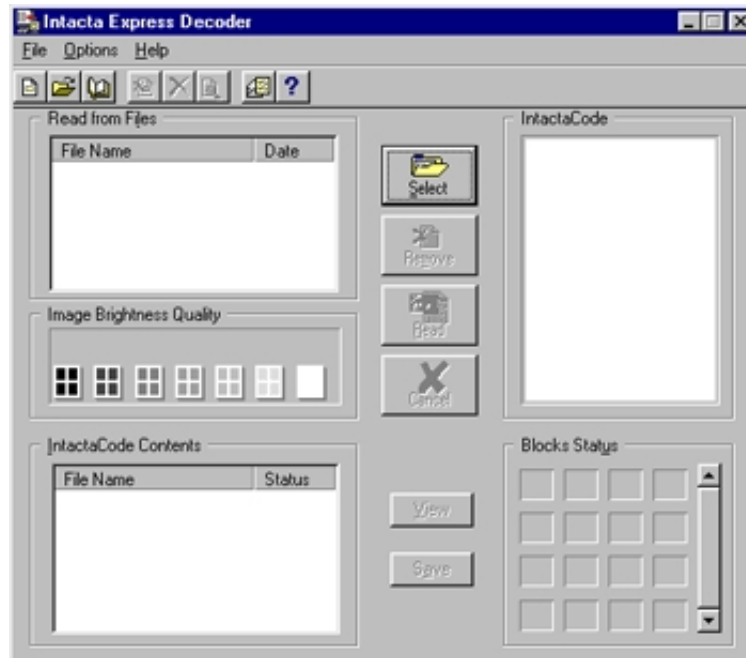 Intacta Express Decoder
File Options Help
Read from Files
File Name Date
Select
Remove
Read
Cancel
IntactaCode
Image Brightness Quality
IntactaCode Contents
File Name Status
View
Save
Blocks Status